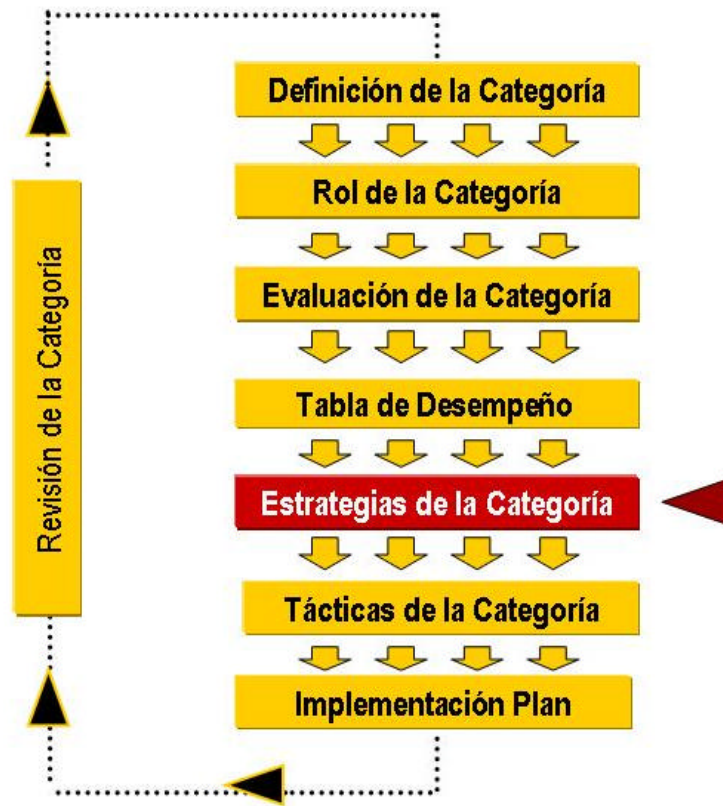 Definición de la Categoría
Rol de la Categoría
Evaluación de la Categoría
Tabla de Desempeño
Estrategias de la Categoría
Tácticas de la Categoría
Implementación Plan
Revisión de la Categoría